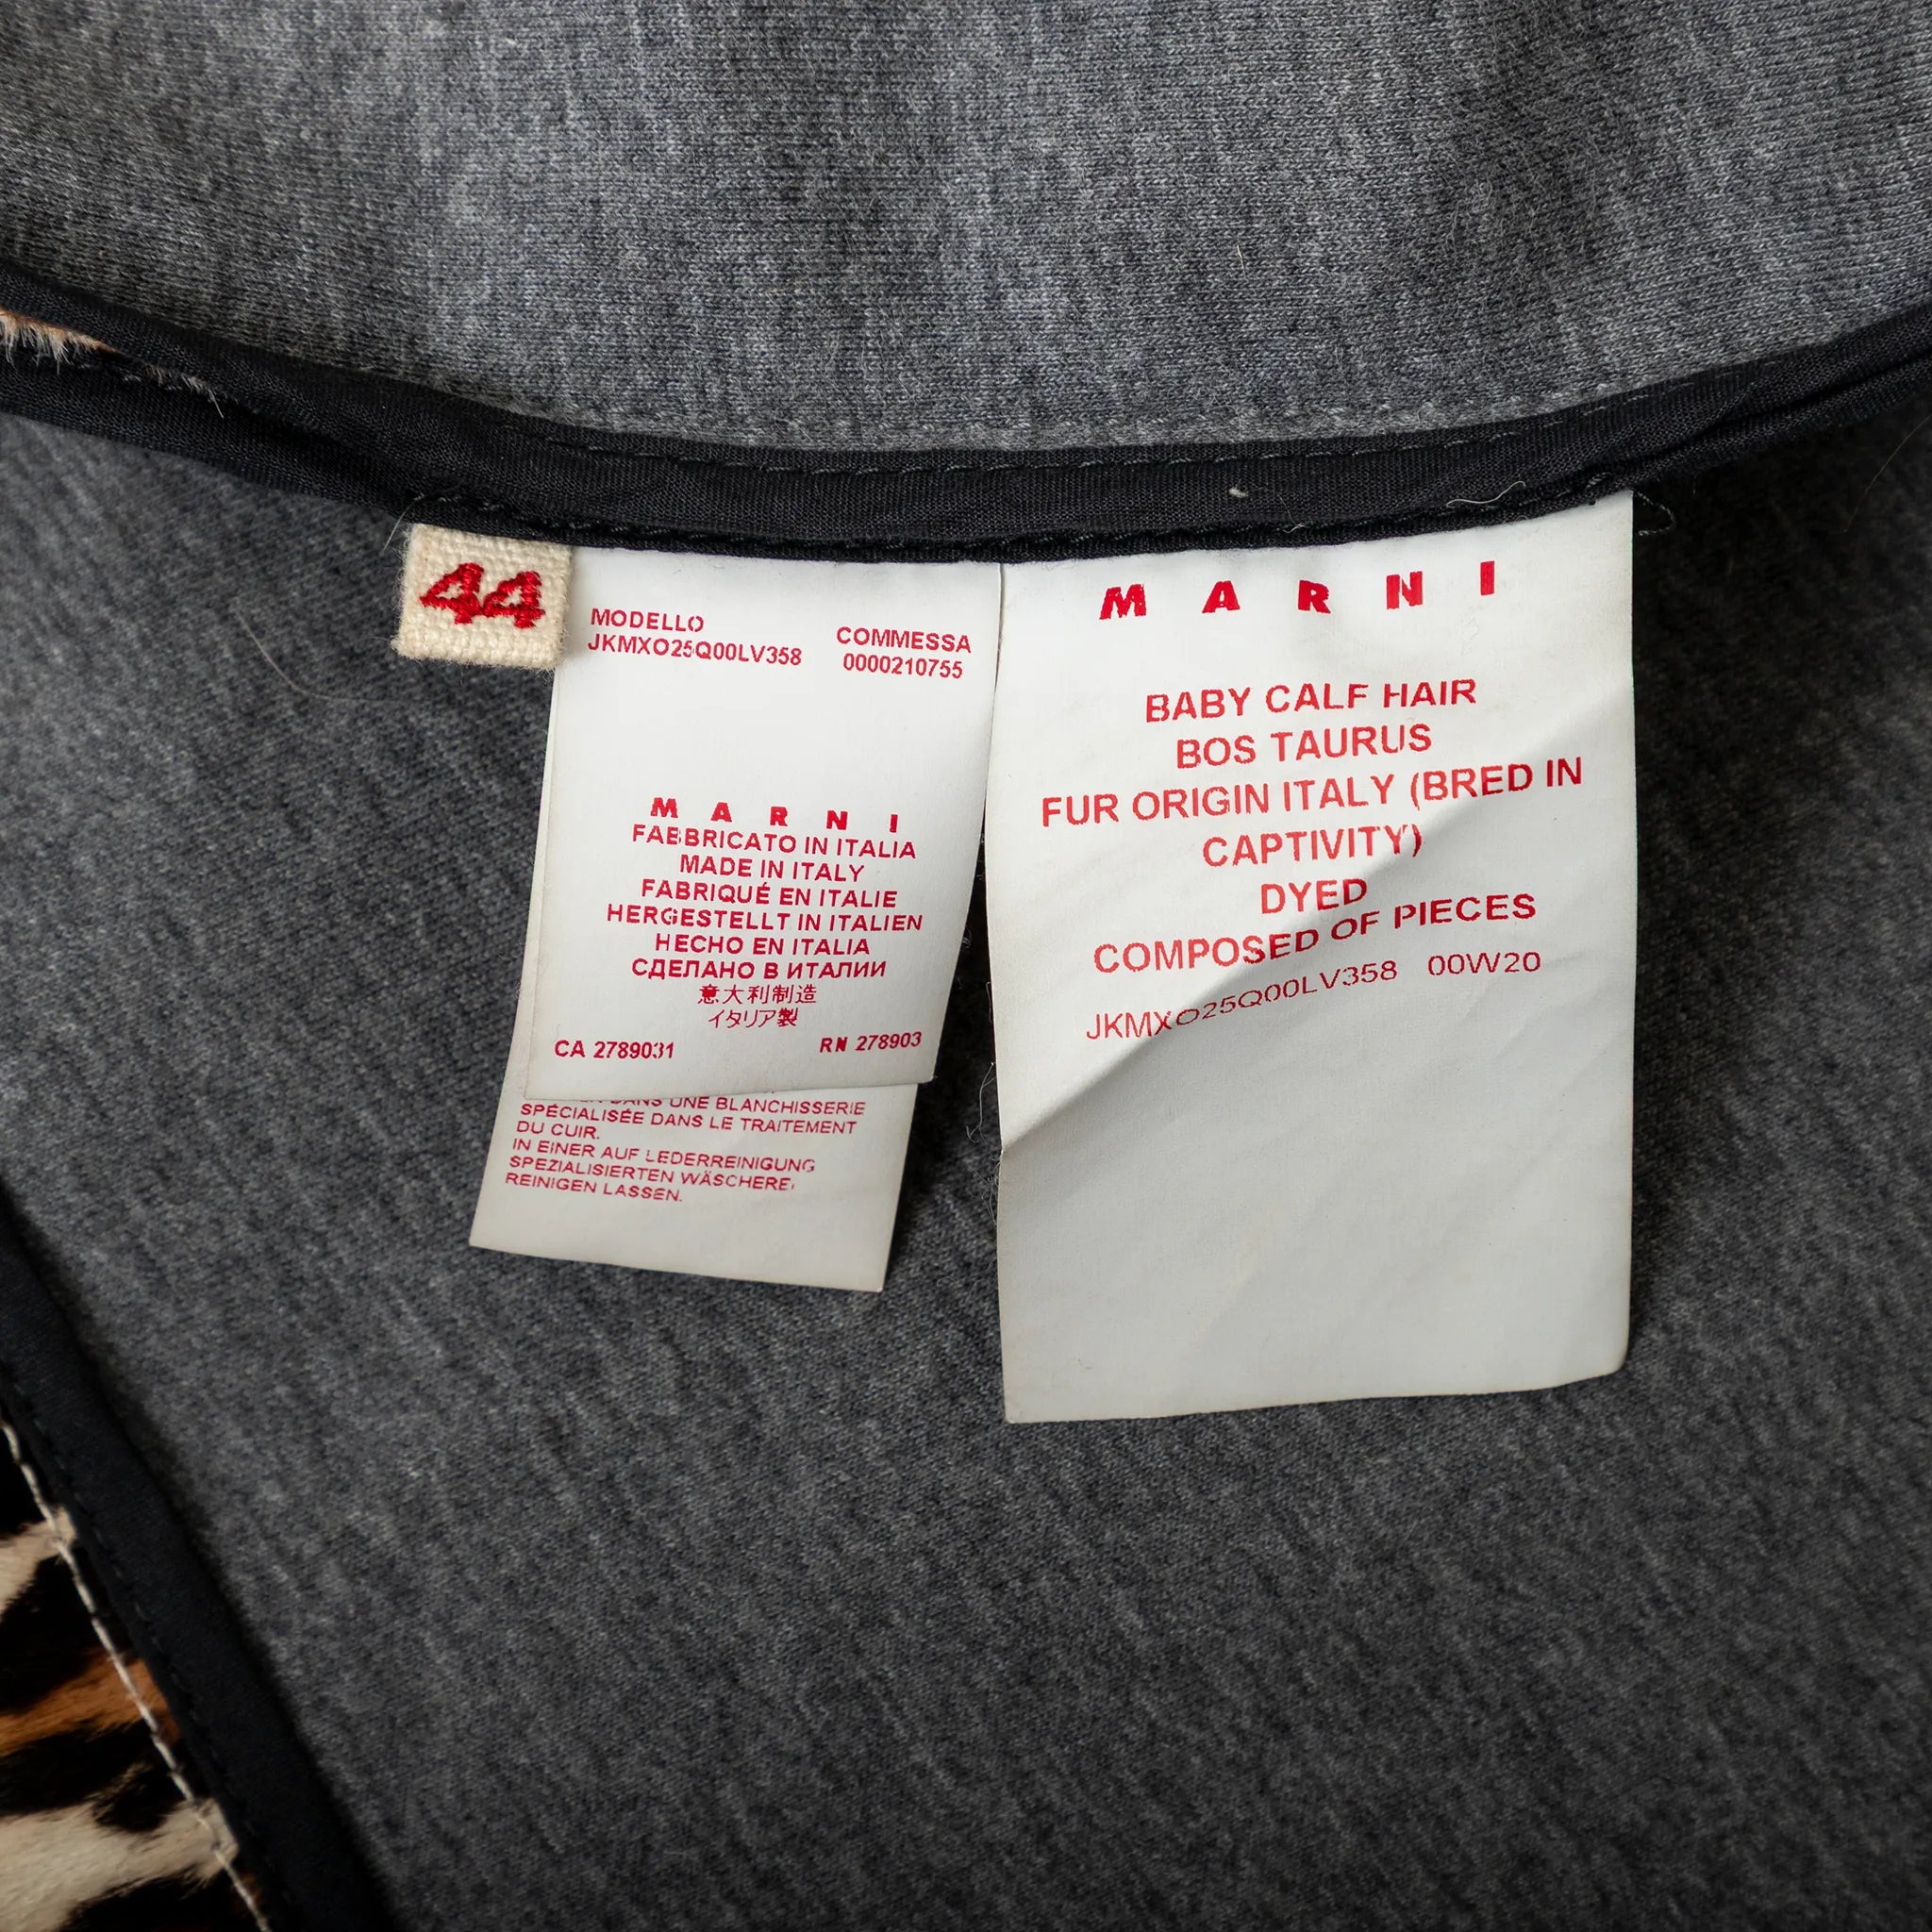 44
MODELLO
JKMXO25Q00LV358
COMMESSA
0000210755
MARNI
FABBRICATO IN ITALIA
MADE IN ITALY
FABRIQUÉ EN ITALIE
HERGESTELLT IN ITALIEN
HECHO EN ITALIA
СДЕЛАНО В ИТАЛИИ
意大利制造
イタリア製
CA 2789031
RN 278903
DANS UNE BLANCHISSERIE
SPÉCIALISÉE DANS LE TRAITEMENT
DU CUIR.
IN EINER AUF LEDERREINIGUNG
SPEZIALISIERTEN WÄSCHEREI
REINIGEN LASSEN.
MARNI
BABY CALF HAIR
BOS TAURUS
FUR ORIGIN ITALY (BRED IN
CAPTIVITY)
DYED
COMPOSED OF PIECES
JKMXO25Q00LV358 00W20